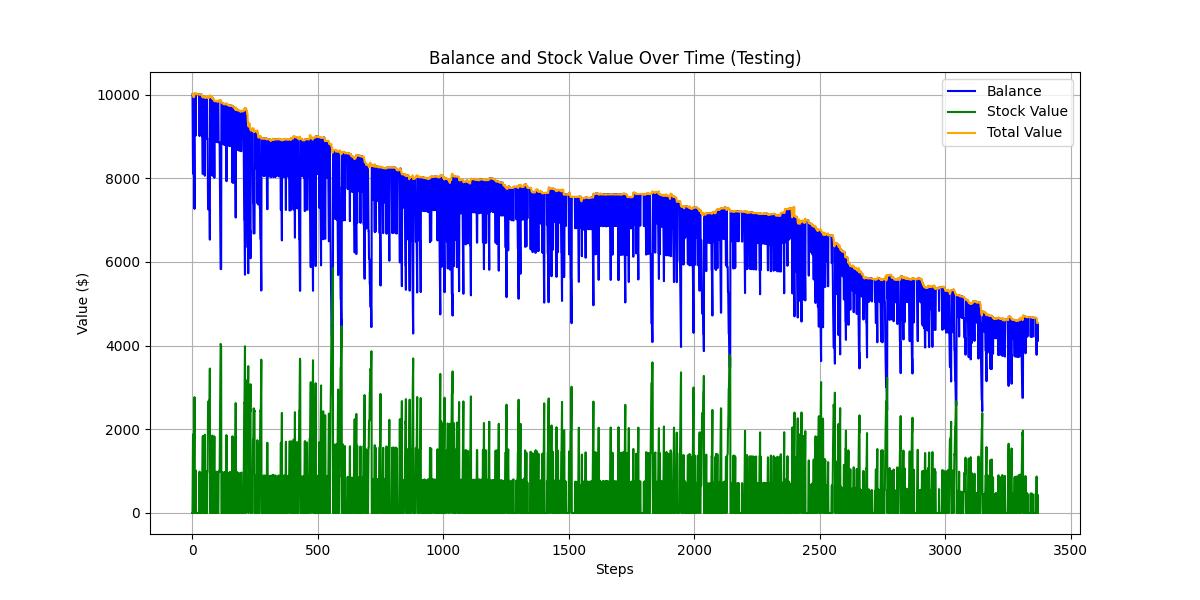 Balance and Stock Value Over Time (Testing)
Balance
Stock Value
Total Value
Value ($)
10000
8000
6000
4000
2000
0
0 500 1000 1500 2000 2500 3000 3500
Steps